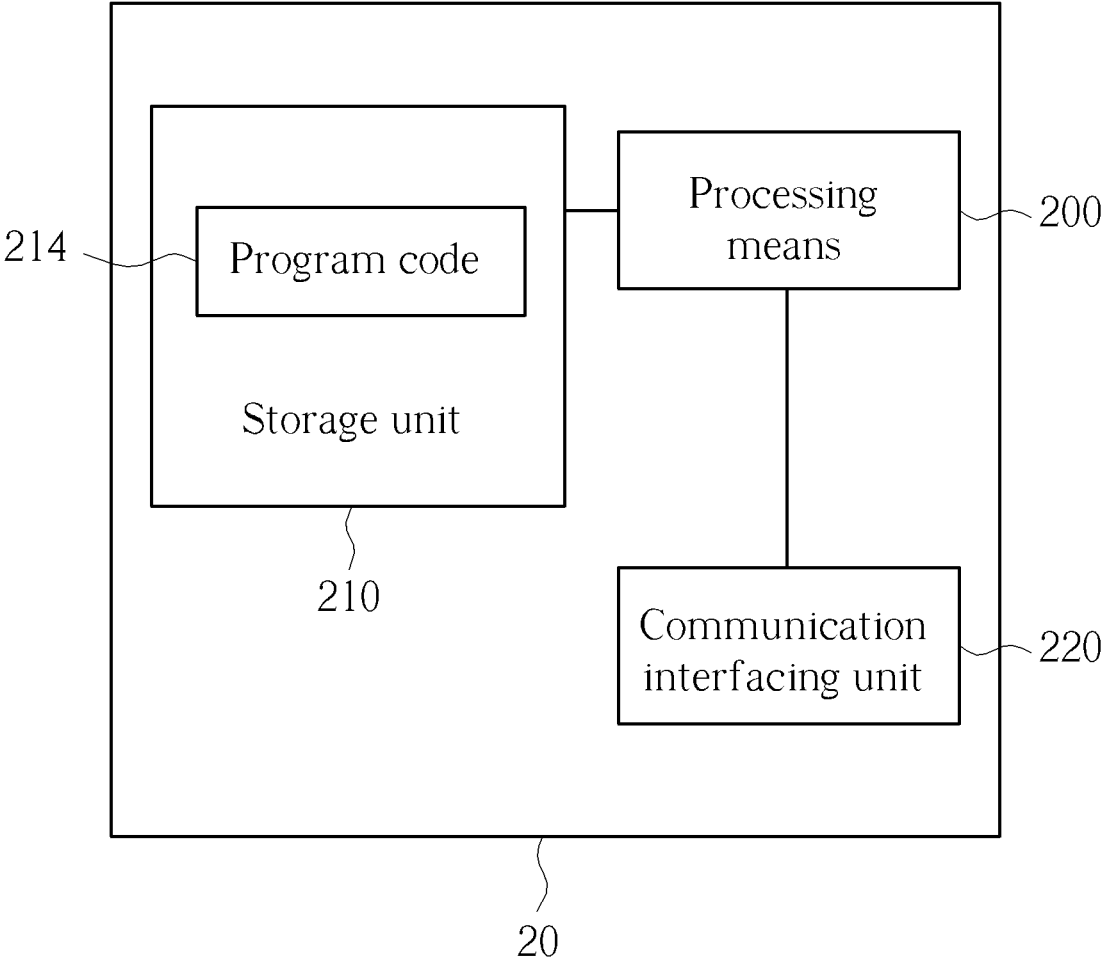 Processing
means
200
214
Program code
Storage unit
210
Communication
interfacing unit
220
20